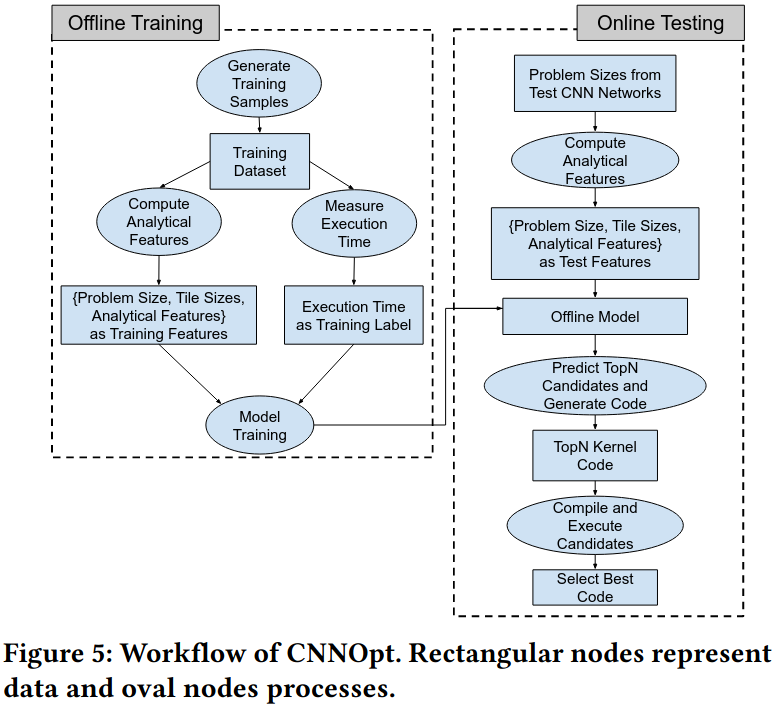 Offline Training
Generate
Training
Samples
Training
Dataset
Compute
Analytical
Features
Measure
Execution
Time
{Problem Size, Tile Sizes,
Analytical Features}
as Training Features
Execution Time
as Training Label
Model
Training
Online Testing
Problem Sizes from
Test CNN Networks
Compute
Analytical
Features
{Problem Size, Tile Sizes,
Analytical Features}
as Test Features
Offline Model
Predict TopN
Candidates and
Generate Code
TopN Kernel
Code
Compile and
Execute
Candidates
Select Best
Code
Figure 5: Workflow of CNNOpt. Rectangular nodes represent
data and oval nodes processes.